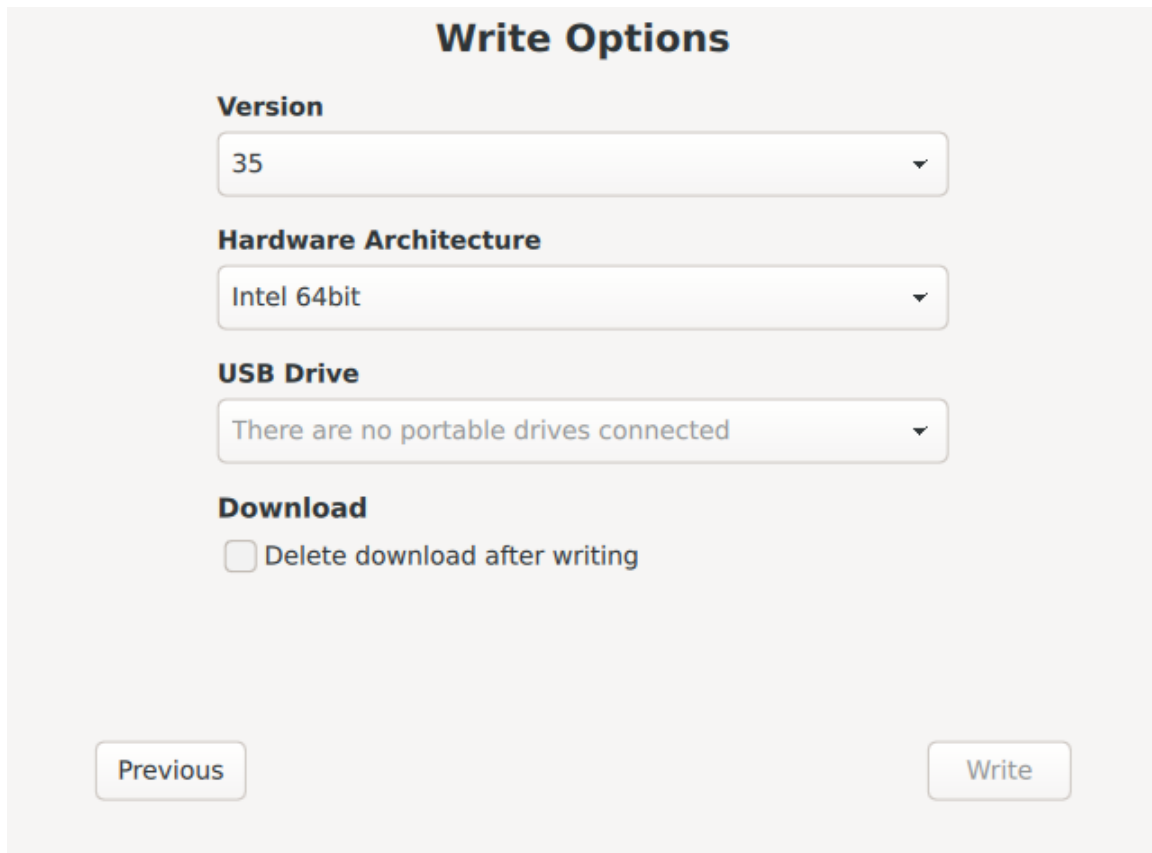 Write Options
Version
35
Hardware Architecture
Intel 64bit
USB Drive
There are no portable drives connected
Download
Delete download after writing
Previous
Write